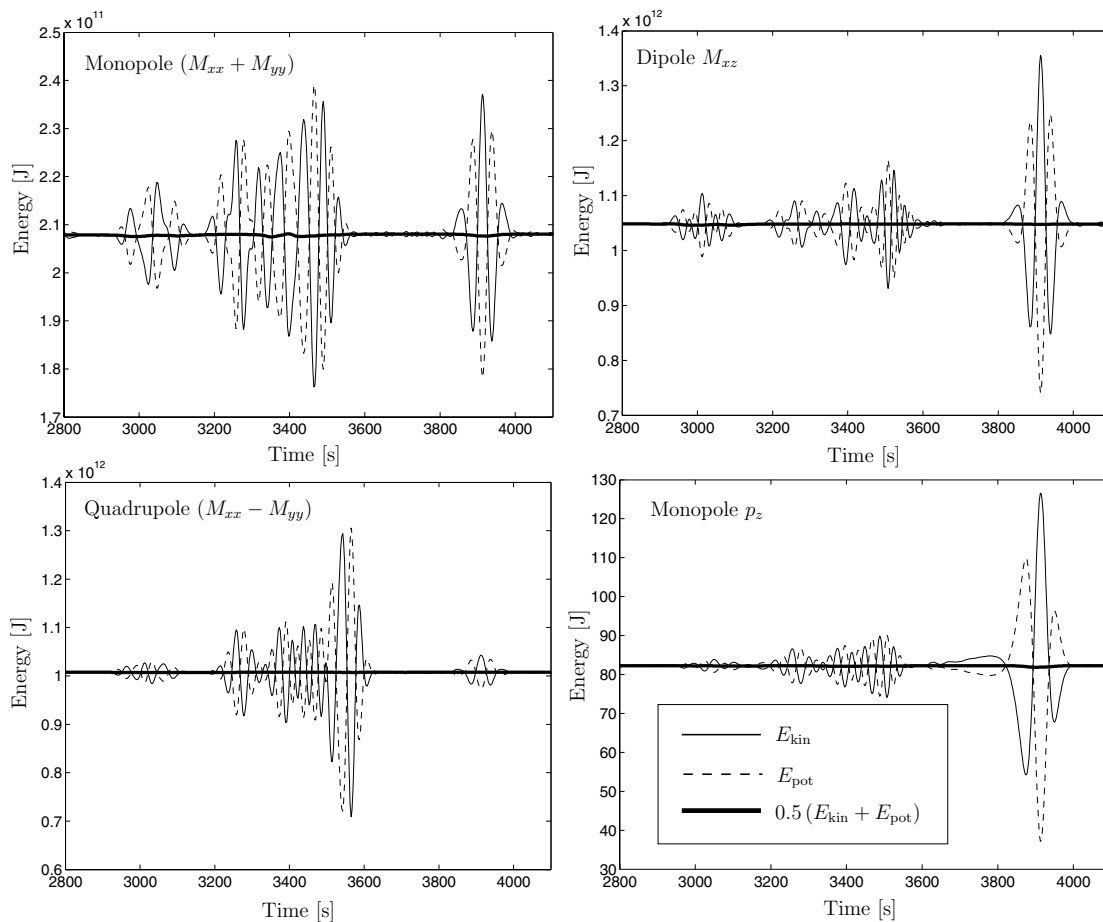 x 10^11
2.5
2.4
2.3
2.2
2.1
2.0
1.9
1.8
1.7
Energy [J]
Monopole (M_xx + M_yy)
2800 3000 3200 3400 3600 3800 4000
Time [s]
x 10^12
1.4
1.3
1.2
1.1
1.0
0.9
0.8
0.7
Energy [J]
Dipole M_xz
2800 3000 3200 3400 3600 3800 4000
Time [s]
x 10^12
1.4
1.3
1.2
1.1
1
0.9
0.8
0.7
0.6
Energy [J]
Quadrupole (M_xx − M_yy)
2800 3000 3200 3400 3600 3800 4000
Time [s]
130
120
110
100
90
80
70
60
50
40
30
Energy [J]
Monopole p_z
E_kin
E_pot
0.5 (E_kin + E_pot)
2800 3000 3200 3400 3600 3800 4000
Time [s]